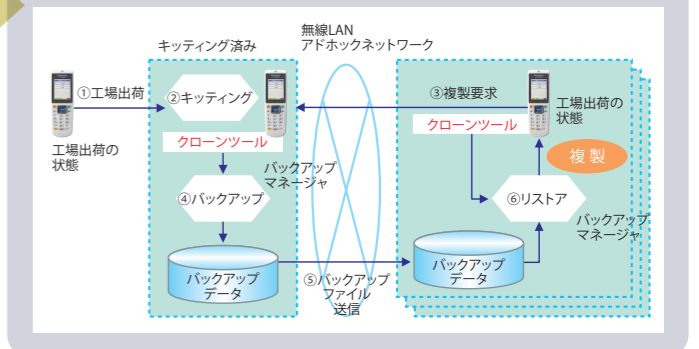 無線LAN
アドホックネットワーク
キッティング済み
①工場出荷
②キッティング
③複製要求
工場出荷の
状態
工場出荷の
状態
クローンツール
クローンツール
複 製
バックアップ
マネージャ
④バックアップ
⑥リストア
バックアップ
マネージャ
バックアップ
データ
⑤バックアップ
ファイル
送信
バックアップ
データ